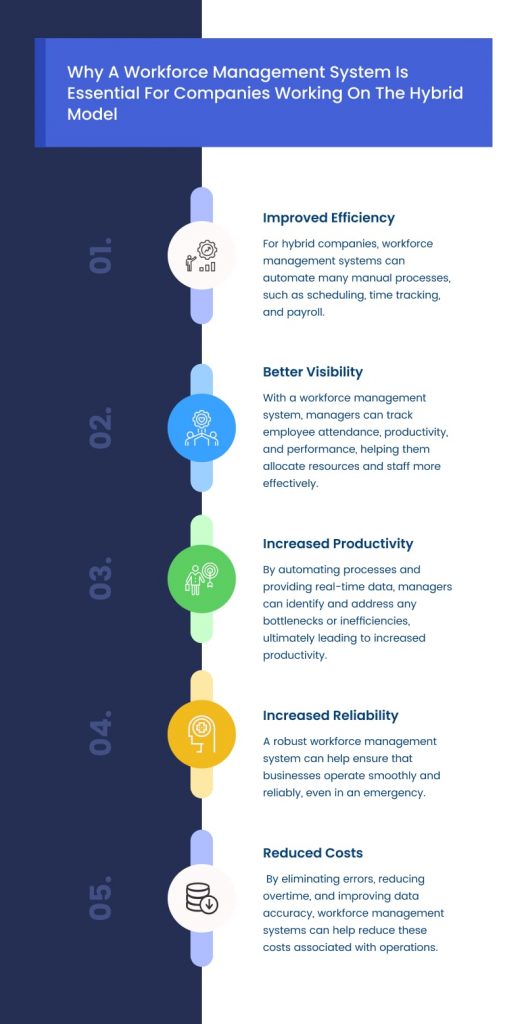 Why A Workforce Management System Is
Essential For Companies Working On The Hybrid
Model
01.
Improved Efficiency
For hybrid companies, workforce
management systems can
automate many manual processes,
such as scheduling, time tracking,
and payroll.
02.
Better Visibility
With a workforce management
system, managers can track
employee attendance, productivity,
and performance, helping them
allocate resources and staff more
effectively.
03.
Increased Productivity
By automating processes and
providing real-time data, managers
can identify and address any
bottlenecks or inefficiencies,
ultimately leading to increased
productivity.
04.
Increased Reliability
A robust workforce management
system can help ensure that
businesses operate smoothly and
reliably, even in an emergency.
05.
Reduced Costs
By eliminating errors, reducing
overtime, and improving data
accuracy, workforce management
systems can help reduce these
costs associated with operations.